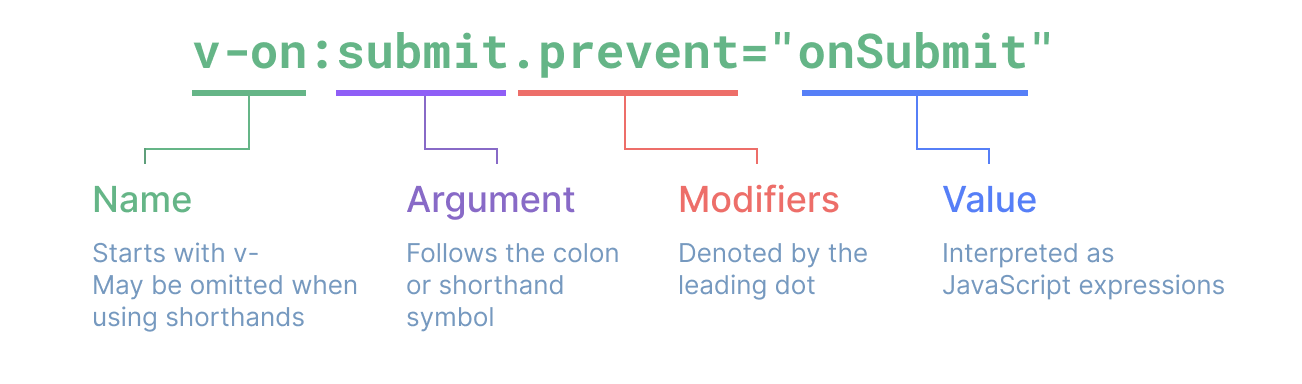 v-on:submit.prevent="onSubmit"
Name
Starts with v-
May be omitted when
using shorthands
Argument
Follows the colon
or shorthand
symbol
Modifiers
Denoted by the
leading dot
Value
Interpreted as
JavaScript expressions